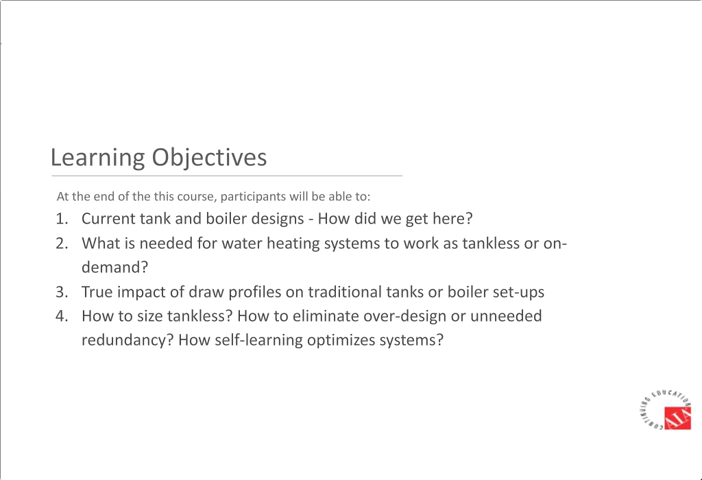 Learning Objectives
At the end of the this course, participants will be able to:
1. Current tank and boiler designs - How did we get here?
2. What is needed for water heating systems to work as tankless or on-
demand?
3. True impact of draw profiles on traditional tanks or boiler set-ups
4. How to size tankless? How to eliminate over-design or unneeded
redundancy? How self-learning optimizes systems?
CONTINUING EDUCATION
AIA